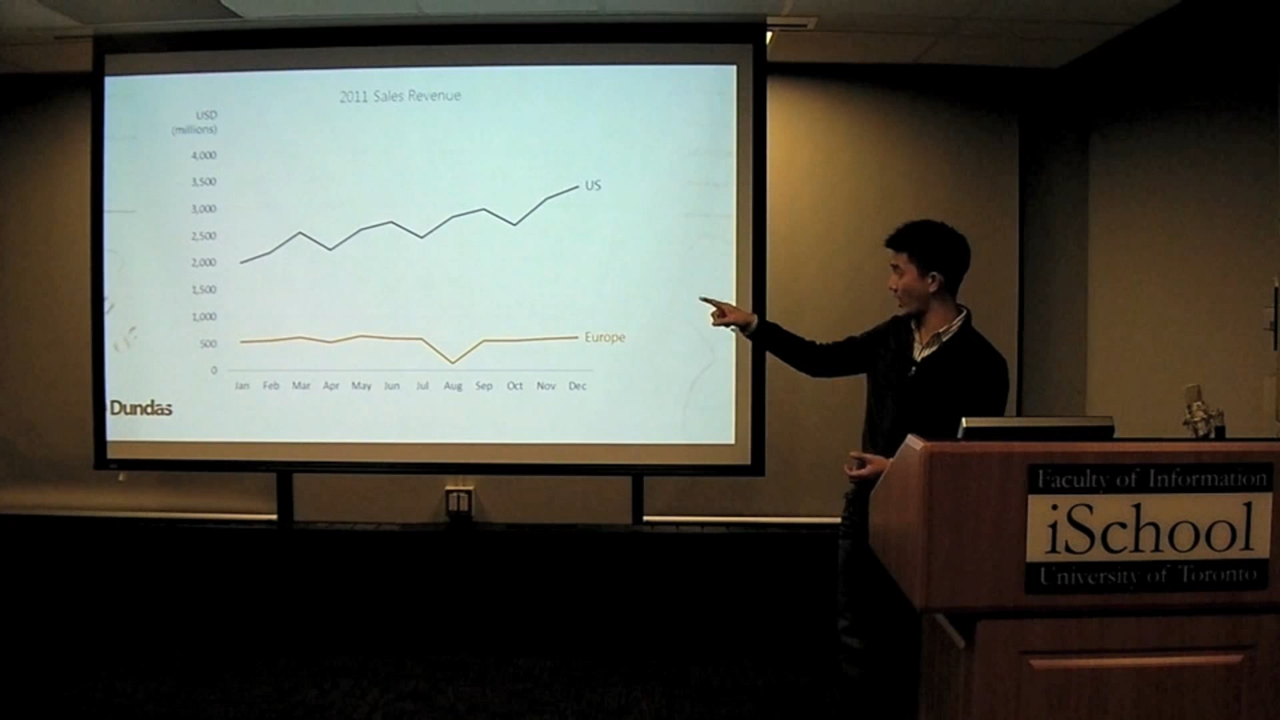 2011 Sales Revenue
USD
(millions)
4,000
3,500
3,000
2,500
2,000
1,500
1,000
500
0
US
Europe
Jan Feb Mar Apr May Jun Jul Aug Sep Oct Nov Dec
Dundas
Faculty of Information
iSchool
University of Toronto